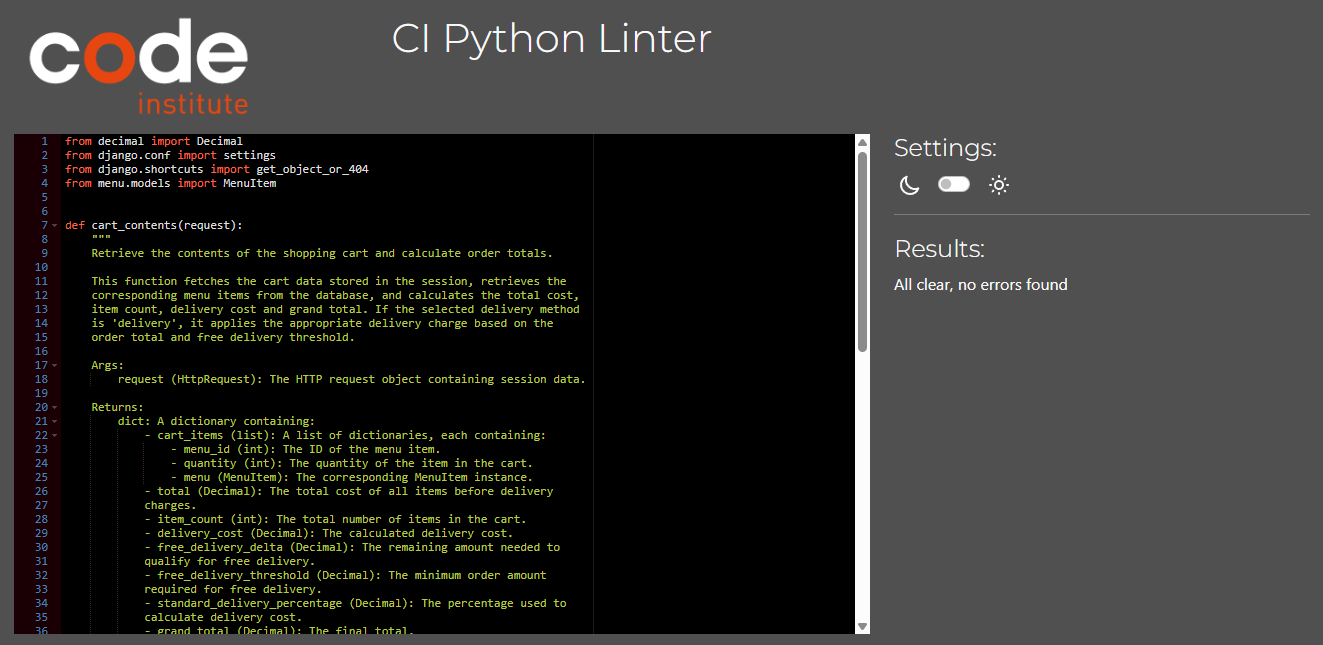 code
institute
CI Python Linter
1 from decimal import Decimal
2 from django.conf import settings
3 from django.shortcuts import get_object_or_404
4 from menu.models import MenuItem
5
6
7 def cart_contents(request):
8 """
9 Retrieve the contents of the shopping cart and calculate order totals.
10
11 This function fetches the cart data stored in the session, retrieves the
12 corresponding menu items from the database, and calculates the total cost,
13 item count, delivery cost and grand total. If the selected delivery method
14 is 'delivery', it applies the appropriate delivery charge based on the
15 order total and free delivery threshold.
16
17 Args:
18 request (HttpRequest): The HTTP request object containing session data.
19
20 Returns:
21 dict: A dictionary containing:
22 - cart_items (list): A list of dictionaries, each containing:
23 - menu_id (int): The ID of the menu item.
24 - quantity (int): The quantity of the item in the cart.
25 - menu (MenuItem): The corresponding MenuItem instance.
26 - total (Decimal): The total cost of all items before delivery
27 charges.
28 - item_count (int): The total number of items in the cart.
29 - delivery_cost (Decimal): The calculated delivery cost.
30 - free_delivery_delta (Decimal): The remaining amount needed to
31 qualify for free delivery.
32 - free_delivery_threshold (Decimal): The minimum order amount
33 required for free delivery.
34 - standard_delivery_percentage (Decimal): The percentage used to
35 calculate delivery cost.
36 - grand_total (Decimal): The final total.
Settings:
Results:
All clear, no errors found